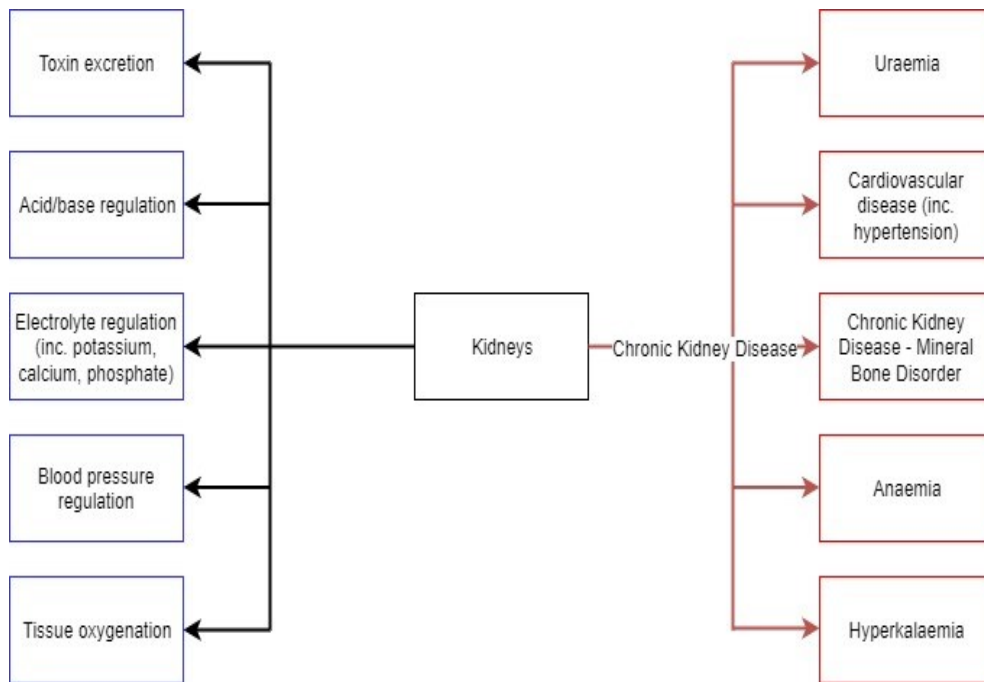 Toxin excretion
Acid/base regulation
Electrolyte regulation
(inc. potassium,
calcium, phosphate)
Blood pressure
regulation
Tissue oxygenation
Kidneys
Chronic Kidney Disease
Uraemia
Cardiovascular
disease (inc.
hypertension)
Chronic Kidney
Disease - Mineral
Bone Disorder
Anaemia
Hyperkalaemia